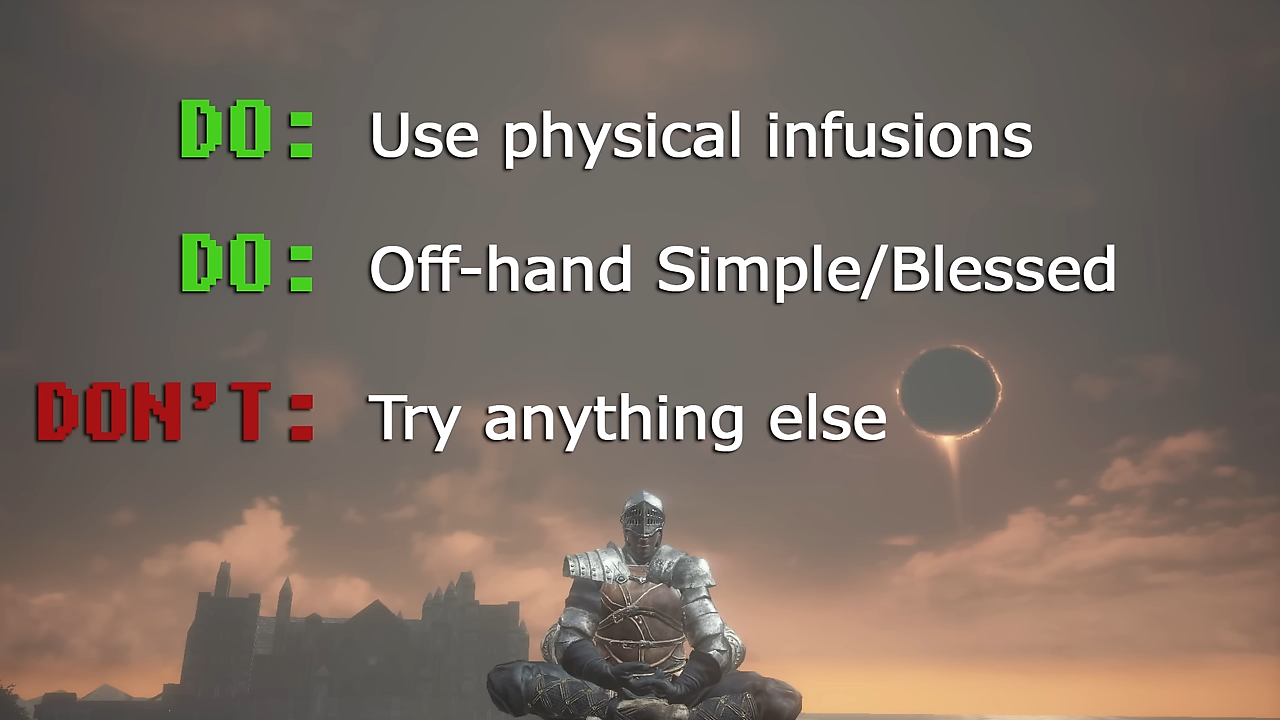 DO: Use physical infusions
DO: Off-hand Simple/Blessed
DON'T: Try anything else